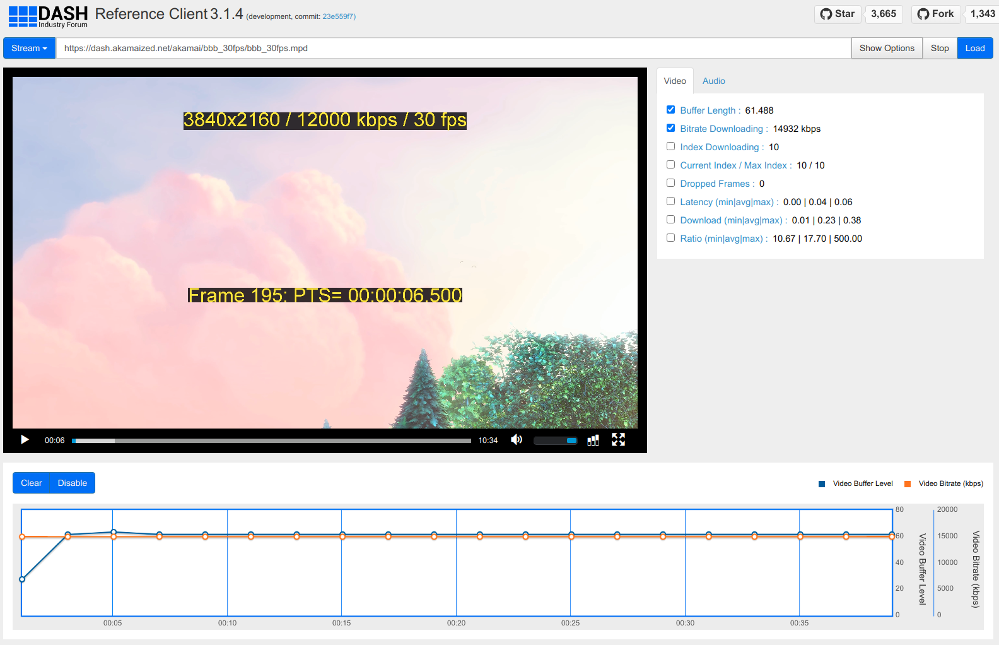 DASH
Industry Forum
Reference Client 3.1.4 (development, commit: 23e559f7)
Star 3,665 Fork 1,343
Stream https://dash.akamaized.net/akamai/bbb_30fps/bbb_30fps.mpd Show Options Stop Load
3840x2160 / 12000 kbps / 30 fps
Frame 195: PTS= 00:00:06.500
00:06 10:34
Video Audio
Buffer Length : 61.488
Bitrate Downloading : 14932 kbps
Index Downloading : 10
Current Index / Max Index : 10 / 10
Dropped Frames : 0
Latency (min|avg|max) : 0.00 | 0.04 | 0.06
Download (min|avg|max) : 0.01 | 0.23 | 0.38
Ratio (min|avg|max) : 10.67 | 17.70 | 500.00
Clear Disable
Video Buffer Level Video Bitrate (kbps)
80 20000
60 15000
40 10000
20 5000
0 0
Video Buffer Level
Video Bitrate (kbps)
00:05 00:10 00:15 00:20 00:25 00:30 00:35